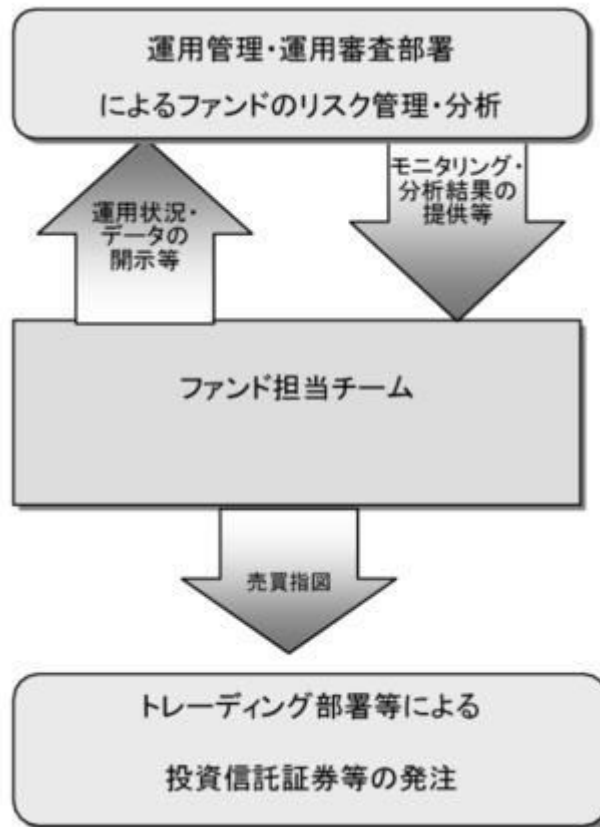 運用管理・運用審査部署
によるファンドのリスク管理・分析
運用状況・
データの
開示等
モニタリング・
分析結果の
提供等
ファンド担当チーム
売買指図
トレーディング部署等による
投資信託証券等の発注